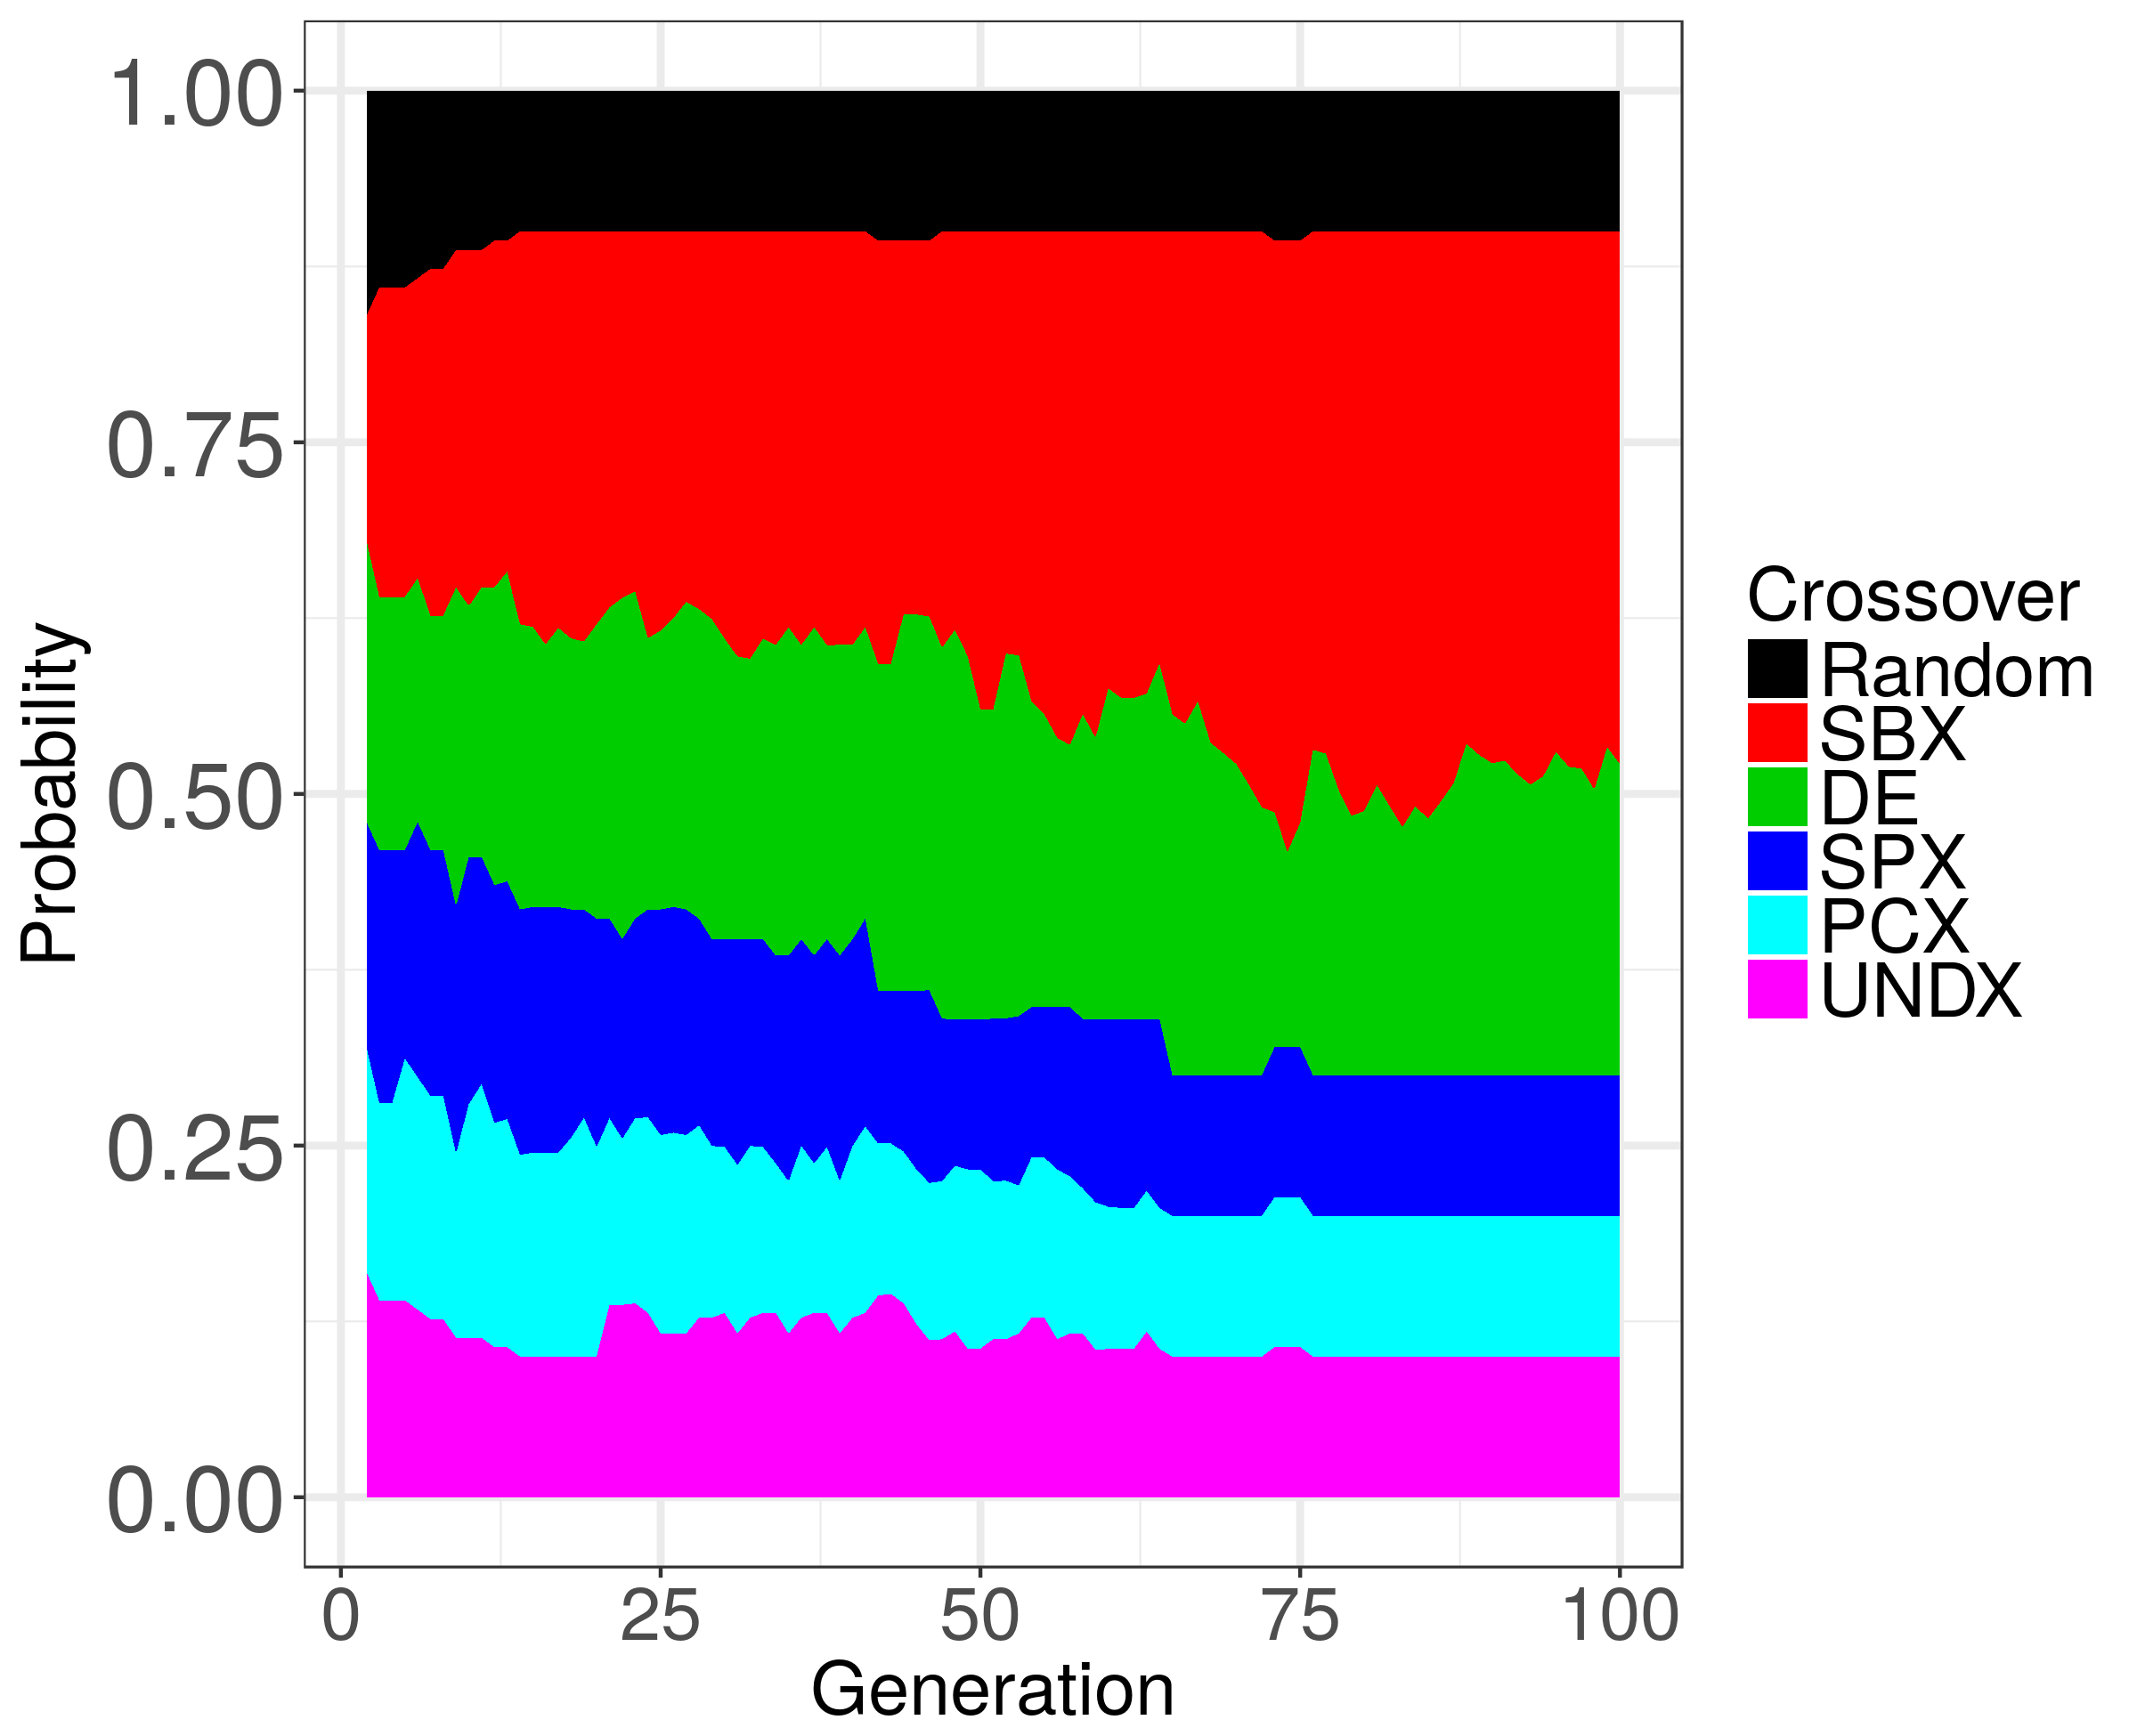 1.00
0.75
0.50
0.25
0.00
Probability
0
25
50
75
100
Generation
Crossover
Random
SBX
DE
SPX
PCX
UNDX